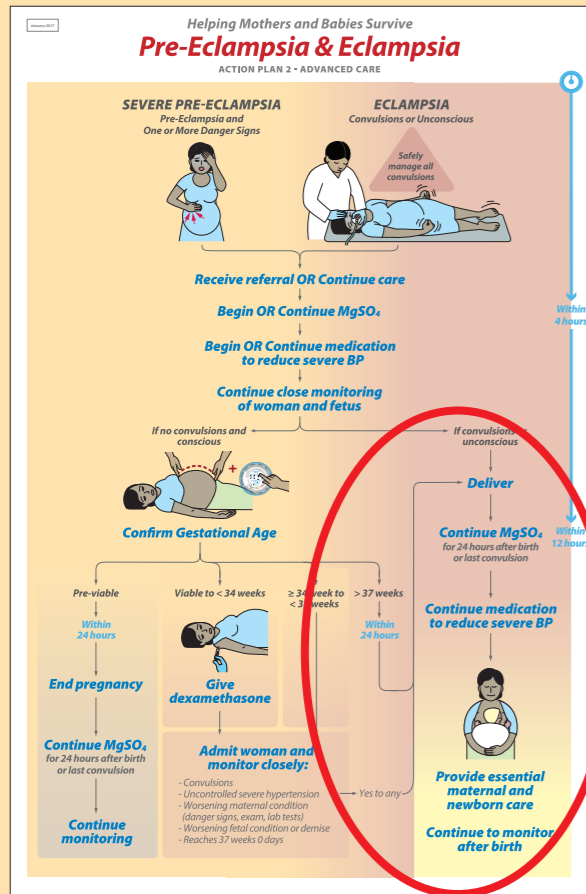 January 2017
Helping Mothers and Babies Survive
Pre-Eclampsia & Eclampsia
ACTION PLAN 2 - ADVANCED CARE
SEVERE PRE-ECLAMPSIA
Pre-Eclampsia and
One or More Danger Signs
ECLAMPSIA
Convulsions or Unconscious
Safely
manage all
convulsions
Receive referral OR Continue care
Begin OR Continue MgSO₄
Within
4 hours
Begin OR Continue medication
to reduce severe BP
Continue close monitoring
of woman and fetus
If no convulsions and
conscious
If convulsions
unconscious
+
Confirm Gestational Age
Deliver
Continue MgSO₄
for 24 hours after birth
or last convulsion
Within
12 hours
Continue medication
to reduce severe BP
Pre-viable
Within
24 hours
End pregnancy
Continue MgSO₄
for 24 hours after birth
or last convulsion
Continue
monitoring
Viable to < 34 weeks
Give
dexamethasone
≥ 34 week to
< 37 weeks
> 37 weeks
Within
24 hours
Admit woman and
monitor closely:
- Convulsions
- Uncontrolled severe hypertension
- Worsening maternal condition
(danger signs, exam, lab tests)
- Worsening fetal condition or demise
- Reaches 37 weeks 0 days
Yes to any
Provide essential
maternal and
newborn care
Continue to monitor
after birth